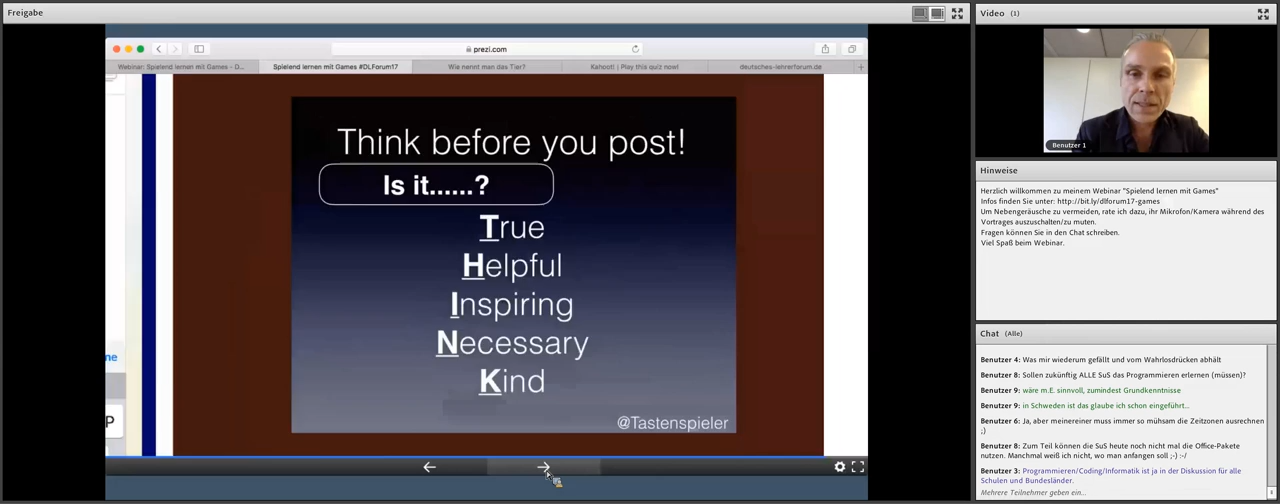 Freigabe
prezi.com
Webinar: Spielend lernen mit Games - D...
Spielend lernen mit Games #DLForum17
Wie nennt man das Tier?
Kahoot! | Play this quiz now!
deutsches-lehrerforum.de
Think before you post!
Is it......?
True
Helpful
Inspiring
Necessary
Kind
@Tastenspieler
me
P
Video (1)
Benutzer 1
Hinweise
Herzlich willkommen zu meinem Webinar "Spielend lernen mit Games"
Infos finden Sie unter: http://bit.ly/dlforum17-games
Um Nebengeräusche zu vermeiden, rate ich dazu, ihr Mikrofon/Kamera während des
Vortrages auszuschalten/zu muten.
Fragen können Sie in den Chat schreiben.
Viel Spaß beim Webinar.
Chat (Alle)
Benutzer 4: Was mir wiederum gefällt und vom Wahrlosdrücken abhält
Benutzer 8: Sollen zukünftig ALLE SuS das Programmieren erlernen (müssen)?
Benutzer 9: wäre m.E. sinnvoll, zumindest Grundkenntnisse
Benutzer 9: in Schweden ist das glaube ich schon eingeführt...
Benutzer 6: Ja, aber meinereiner muss immer so mühsam die Zeitzonen ausrechnen
;)
Benutzer 8: Zum Teil können die SuS heute noch nicht mal die Office-Pakete
nutzen. Manchmal weiß ich nicht, wo man anfangen soll ;-) :-/
Benutzer 3: Programmieren/Coding/Informatik ist ja in der Diskussion für alle
Schulen und Bundesländer.
Mehrere Teilnehmer geben ein...